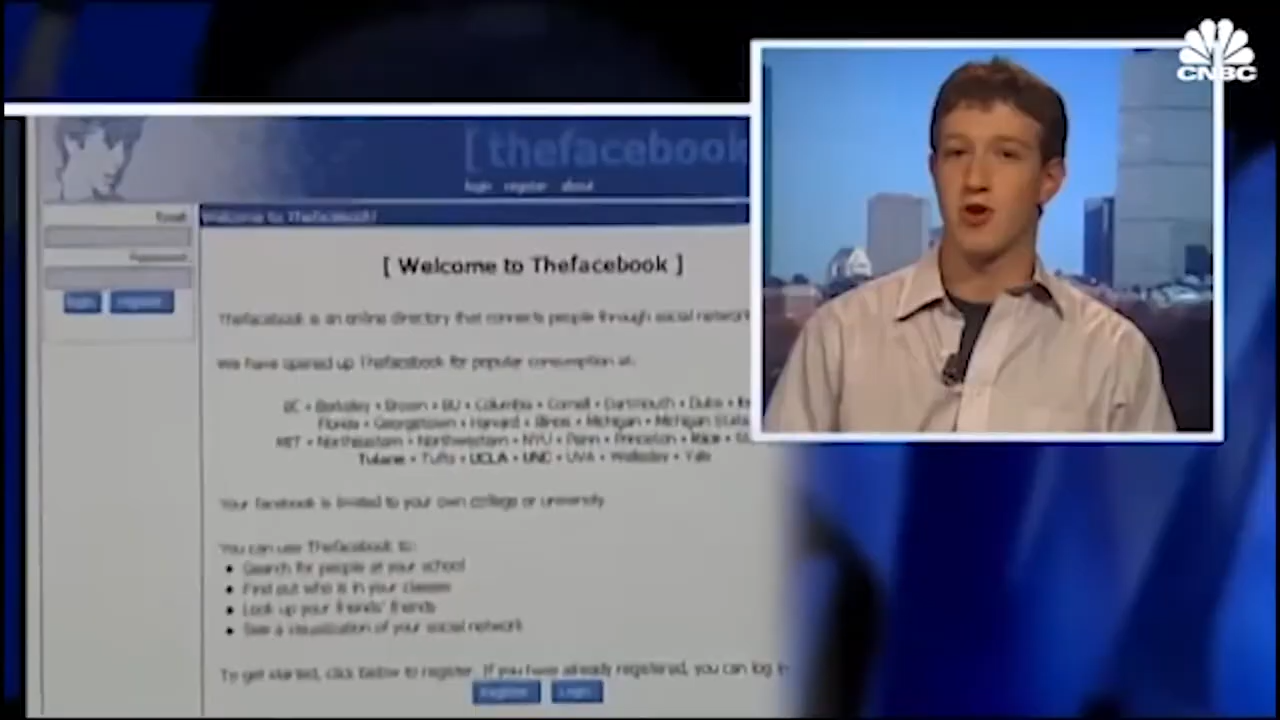 CNBC
[ thefacebook
login register about
Email
Welcome to Thefacebook!
Password
login register
[ Welcome to Thefacebook ]
Thefacebook is an online directory that connects people through social network
We have opened up Thefacebook for popular consumption at:
BC • Berkeley • Brown • BU • Columbia • Cornell • Dartmouth • Duke •
Florida • Georgetown • Harvard • Illinois • Michigan • Michigan State
MIT • Northeastern • Northwestern • NYU • Penn • Princeton • Rice •
Tulane • Tufts • UCLA • UNC • UVA • Wellesley • Yale
Your facebook is limited to your own college or university.
You can use Thefacebook to:
• Search for people at your school
• Find out who is in your classes
• Look up your friends' friends
• See a visualization of your social network
To get started, click below to register. If you have already registered, you can log in
Register Login